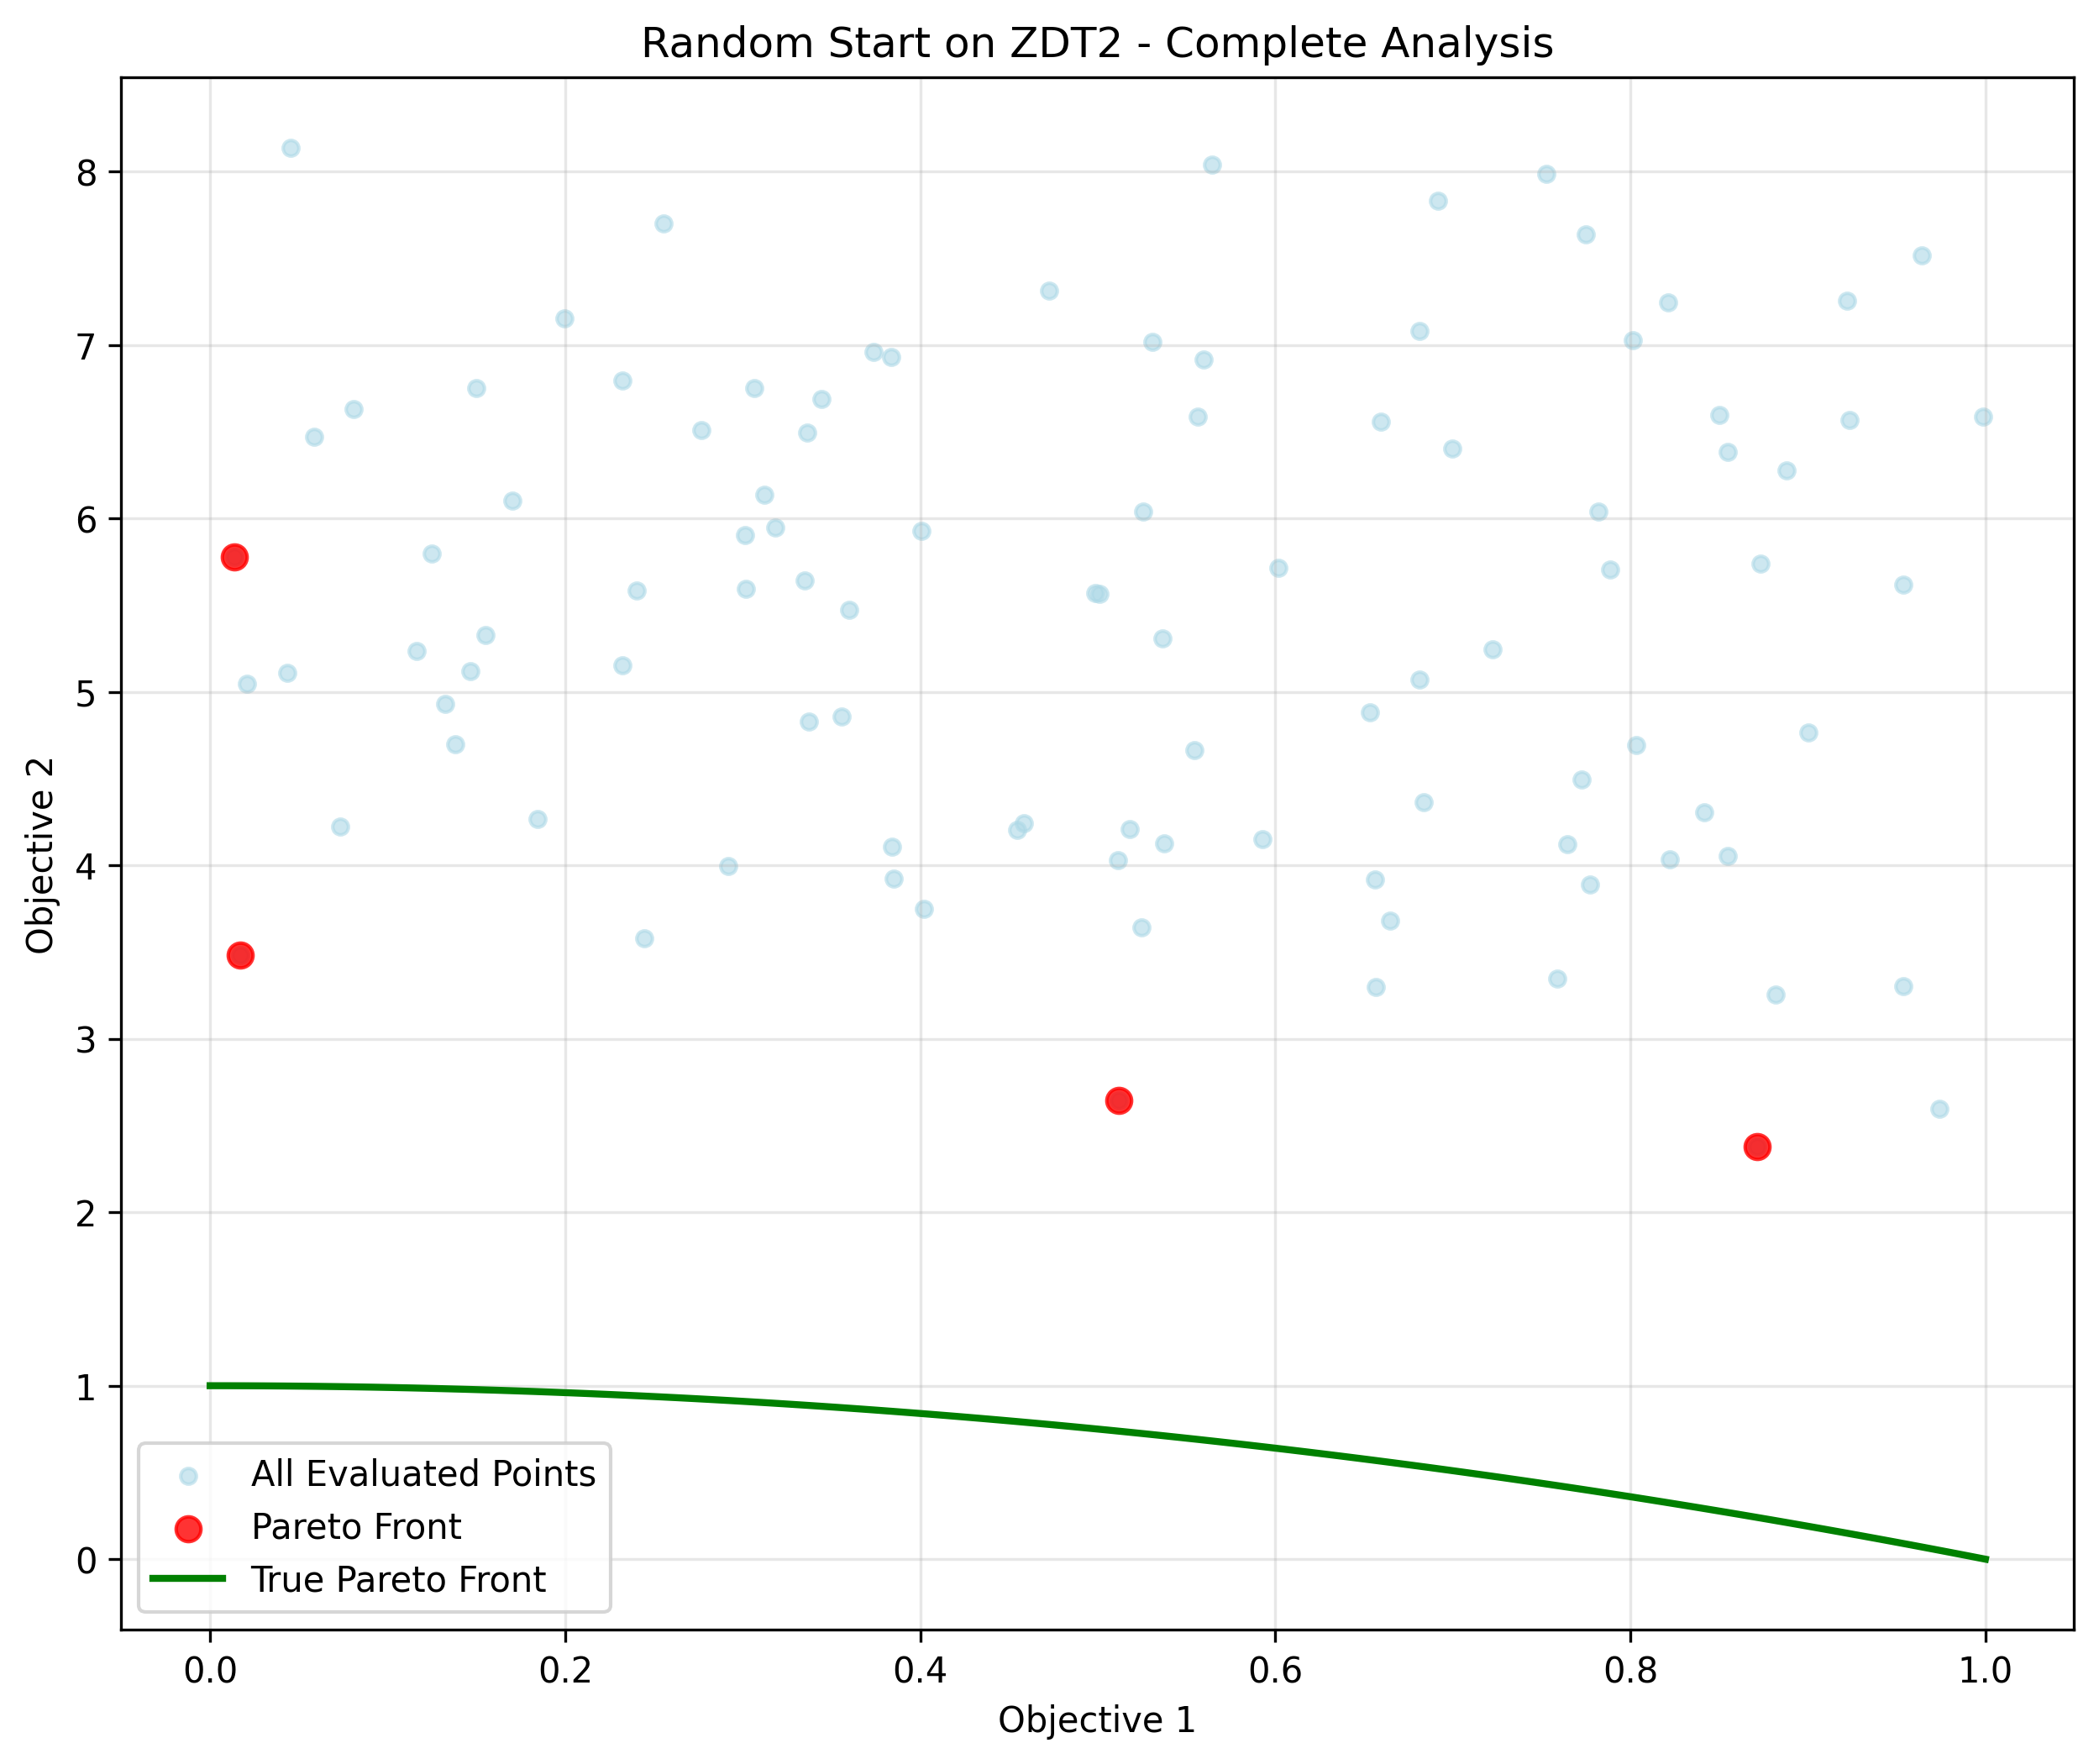 Random Start on ZDT2 - Complete Analysis
Objective 2
8
7
6
5
4
3
2
1
0
All Evaluated Points
Pareto Front
True Pareto Front
0.0 0.2 0.4 0.6 0.8 1.0
Objective 1